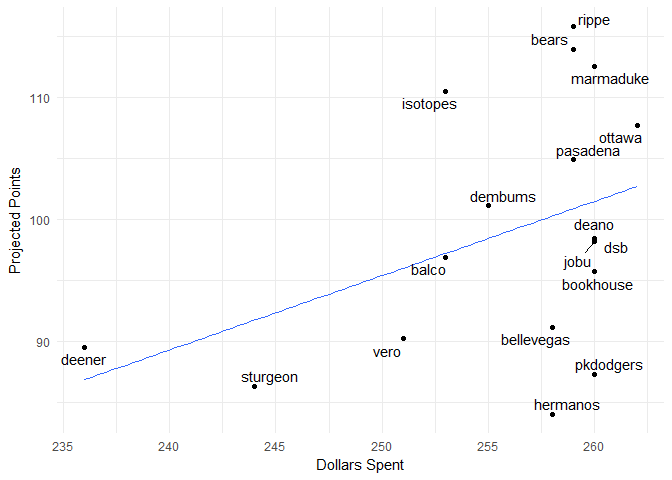 rippe
bears
marmaduke
110
isotopes
ottawa
pasadena
dembums
Projected Points
100
deano
dsb
jobu
balco
bookhouse
90
bellevegas
vero
deener
pkdodgers
sturgeon
hermanos
235
240
245
250
255
260
Dollars Spent